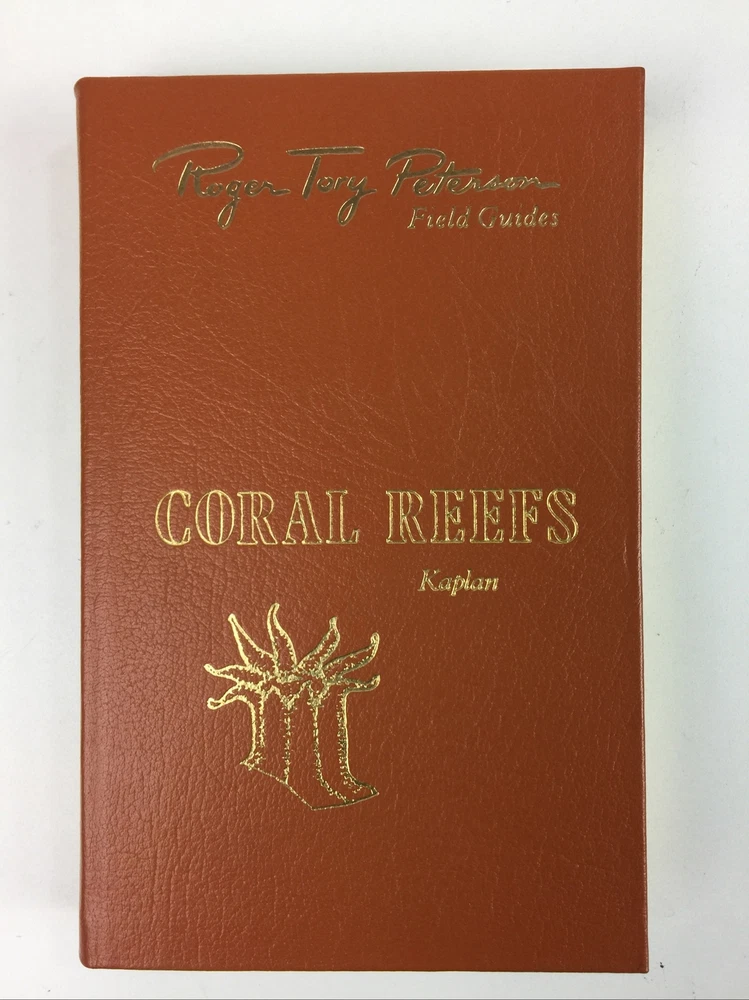 Roger Tory Peterson
Field Guides
CORAL REEFS
Kaplan